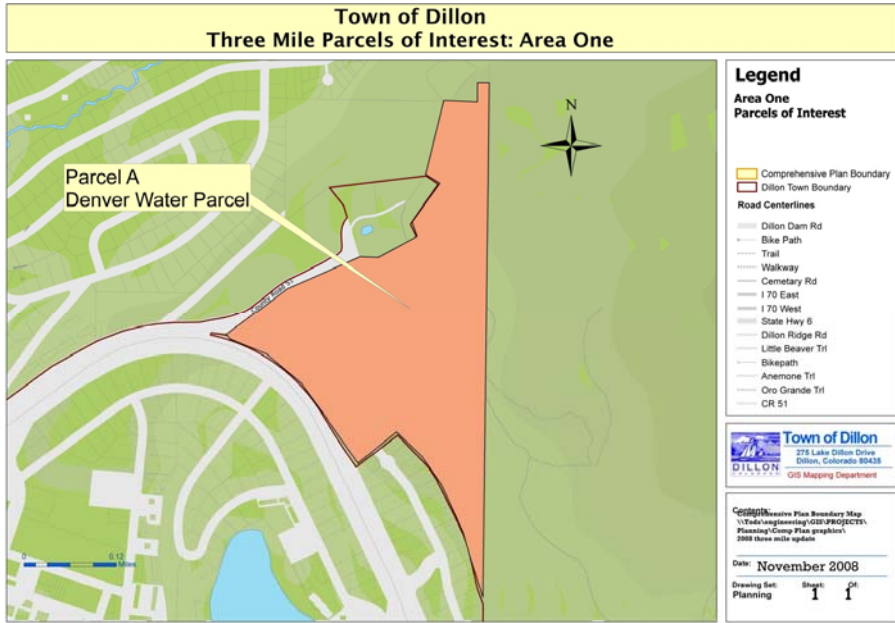 Town of Dillon
Three Mile Parcels of Interest: Area One
Parcel A
Denver Water Parcel
N
0
0.12
Miles
Legend
Area One
Parcels of Interest
Comprehensive Plan Boundary
Dillon Town Boundary
Road Centerlines
Dillon Dam Rd
Bike Path
Trail
Walkway
Cemetary Rd
I 70 East
I 70 West
State Hwy 6
Dillon Ridge Rd
Little Beaver Trl
Bikepath
Anemone Trl
Oro Grande Trl
CR 51
DILLON
COLORADO
Town of Dillon
275 Lake Dillon Drive
Dillon, Colorado 80435
GIS Mapping Department
Contents:
Comprehensive Plan Boundary Map
\\Tods\engineering\GIS\PROJECTS\
Planning\Comp Plan graphics\
2008 three mile update
Date: November 2008
Drawing Set: Sheet: Of:
Planning 1 1